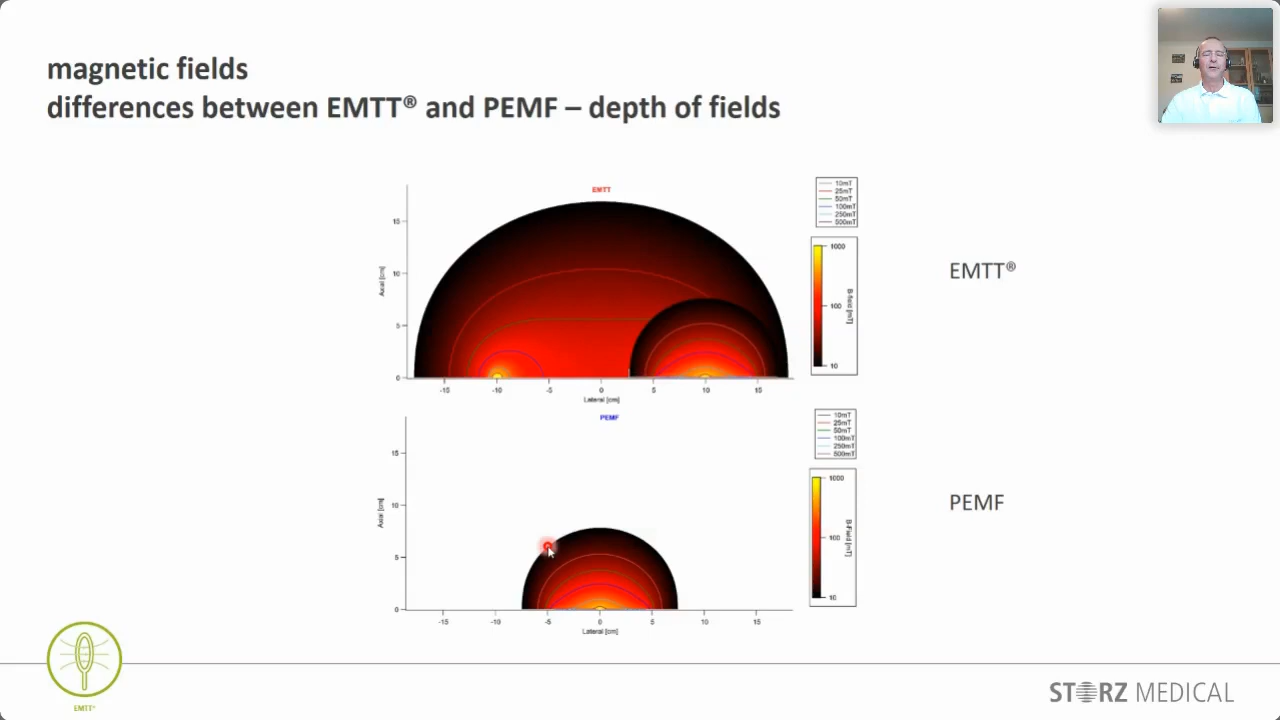 magnetic fields
differences between EMTT® and PEMF – depth of fields
EMTT
10mT
25mT
50mT
100mT
250mT
500mT
15
10
5
0
Axial [cm]
-15 -10 -5 0 5 10 15
Lateral [cm]
1000
100
10
B-field [mT]
EMTT®
PEMF
10mT
25mT
50mT
100mT
250mT
500mT
15
10
5
0
Axial [cm]
-15 -10 -5 0 5 10 15
Lateral [cm]
1000
100
10
B-Field [mT]
PEMF
EMTT®
STORZ MEDICAL